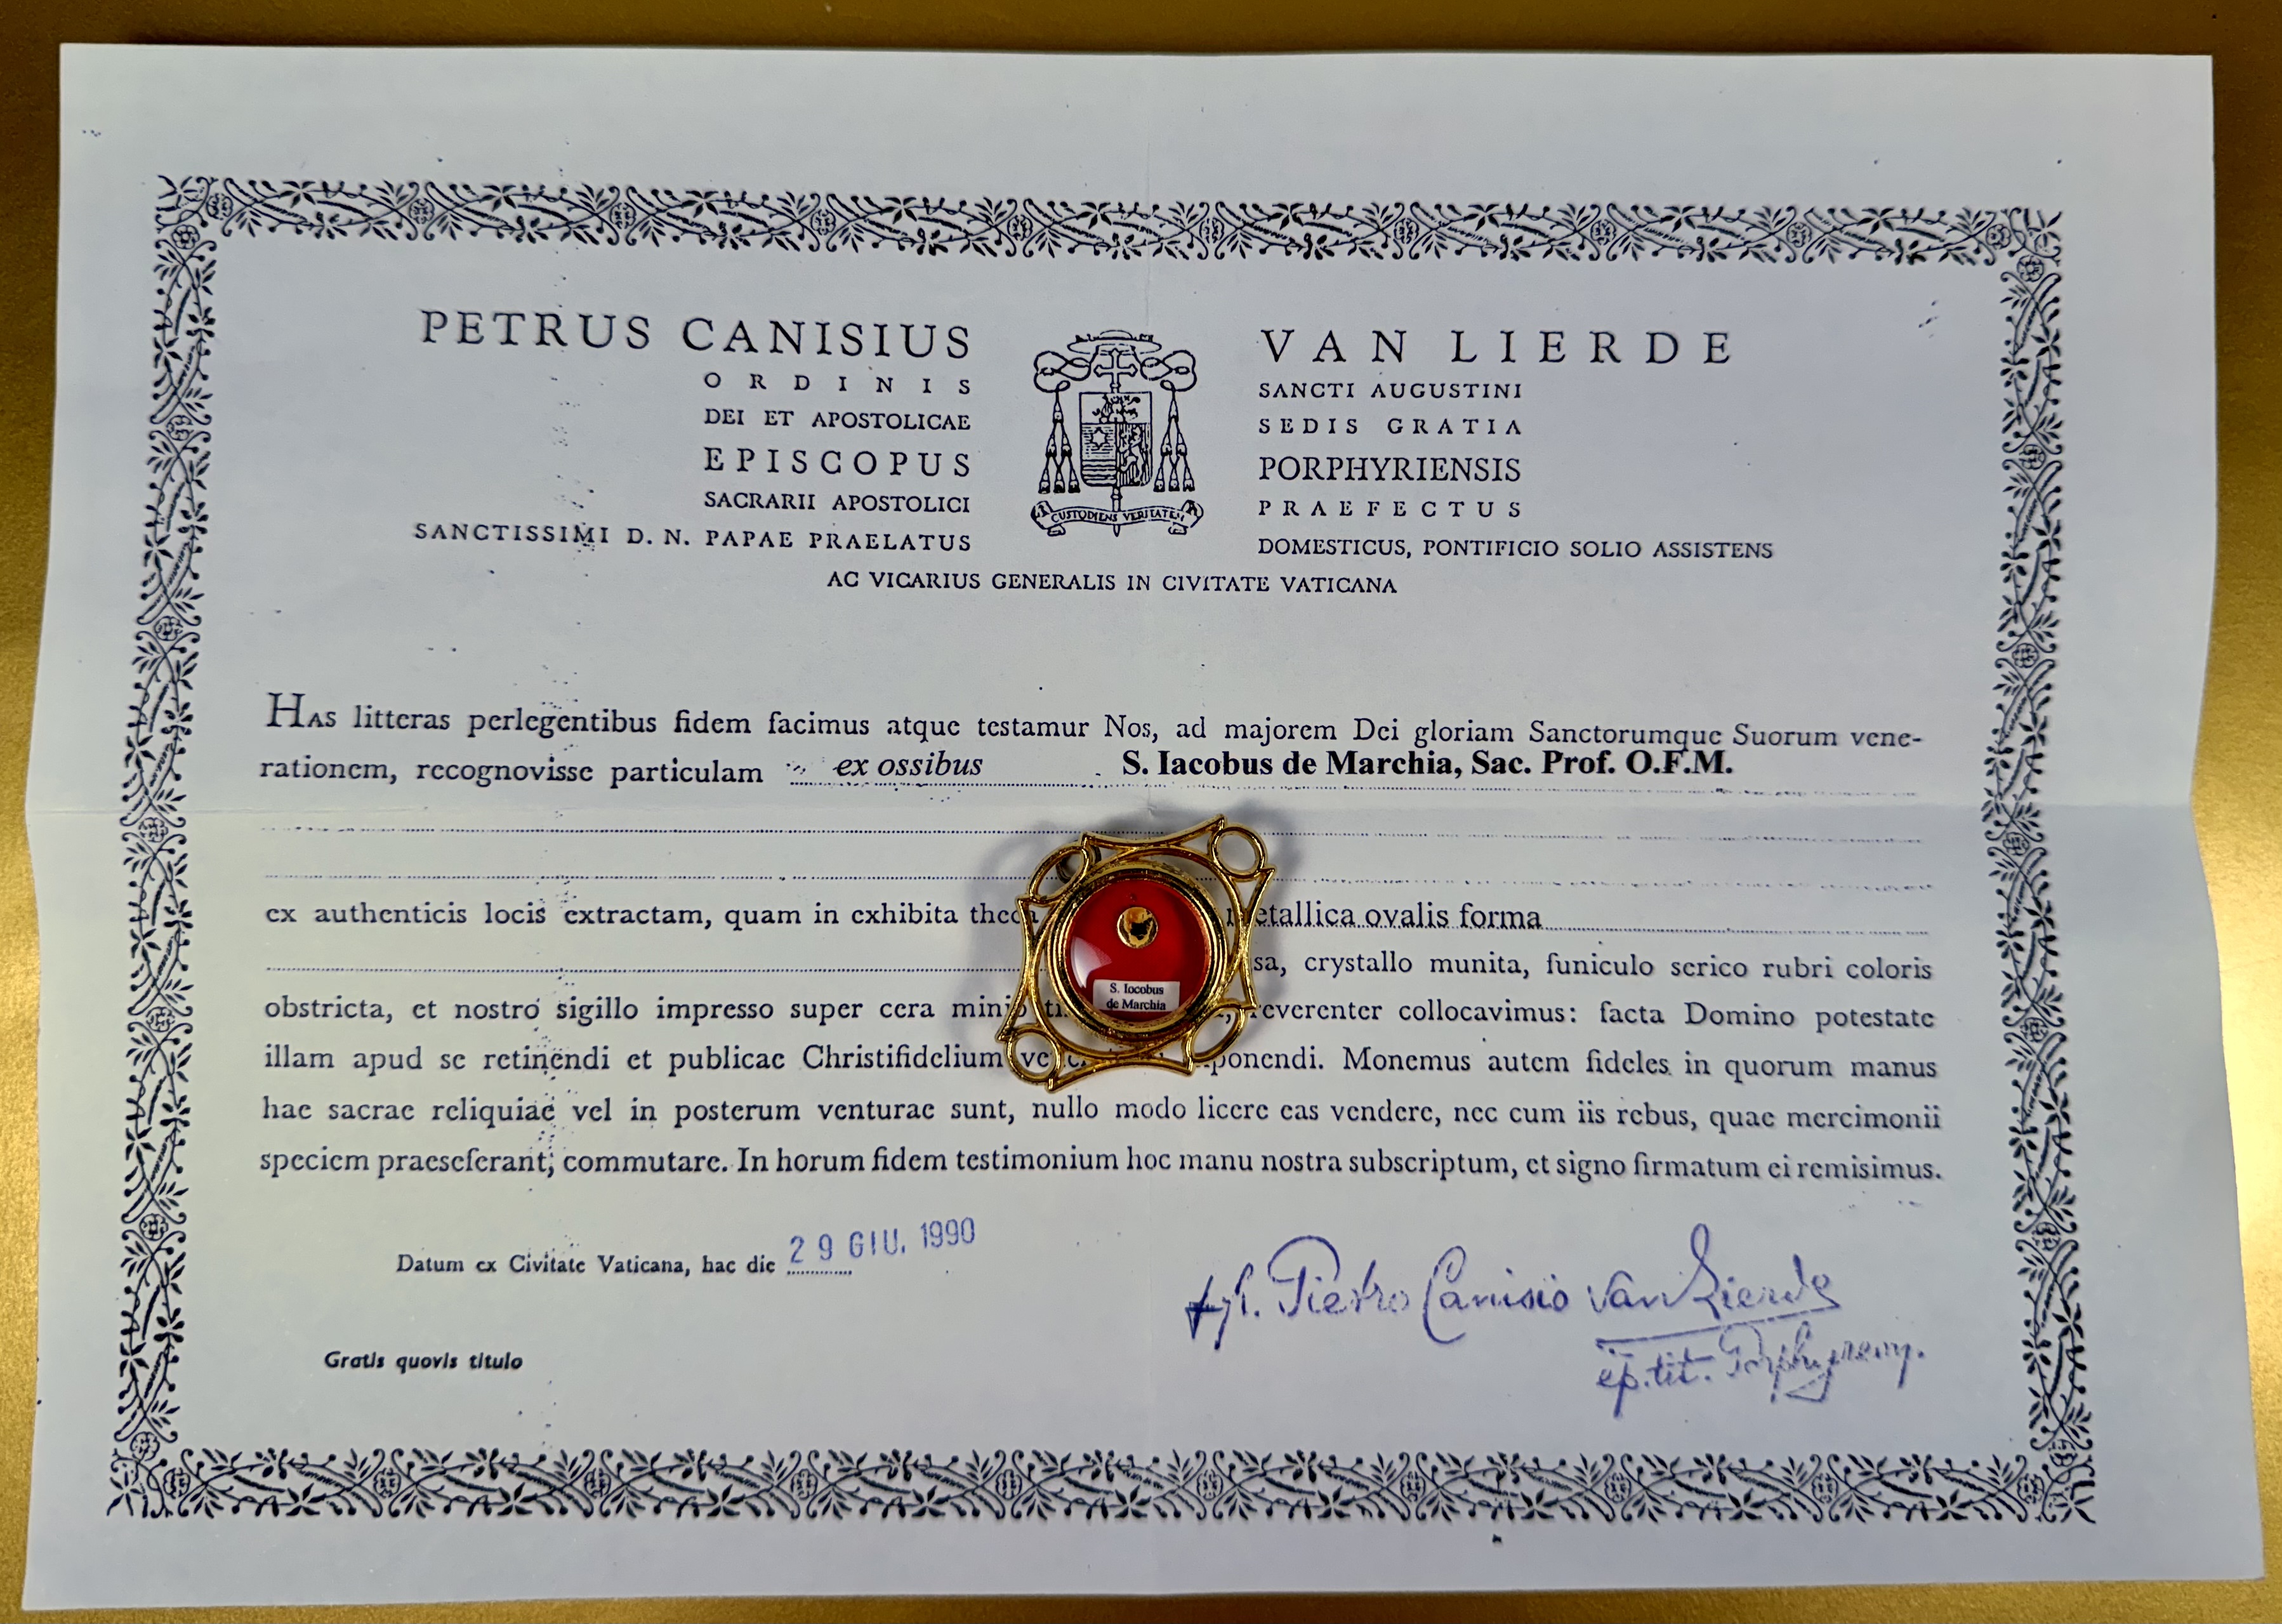 PETRUS CANISIUS VAN LIERDE
ORDINIS SANCTI AUGUSTINI
DEI ET APOSTOLICAE SEDIS GRATIA
EPISCOPUS PORPHYRIENSIS
SACRARII APOSTOLICI PRAEFECTUS
CUSTODIENS VERITATEM
SANCTISSIMI D. N. PAPAE PRAELATUS DOMESTICUS, PONTIFICIO SOLIO ASSISTENS
AC VICARIUS GENERALIS IN CIVITATE VATICANA
HAS litteras perlegentibus fidem facimus atque testamur Nos, ad majorem Dei gloriam Sanctorumque Suorum vene-
rationem, recognovisse particulam ex ossibus S. Iacobus de Marchia, Sac. Prof. O.F.M.
ex authenticis locis extractam, quam in exhibita theca metallica ovalis forma
sa, crystallo munita, funiculo serico rubri coloris
S. Iocobus
de Marchia
obstricta, et nostro sigillo impresso super cera mini reverenter collocavimus: facta Domino potestate
illam apud se retinendi et publicae Christifidelium ponendi. Monemus autem fideles in quorum manus
hae sacrae reliquiae vel in posterum venturae sunt, nullo modo licere eas vendere, nec cum iis rebus, quae mercimonii
speciem praeseferant, commutare. In horum fidem testimonium hoc manu nostra subscriptum, et signo firmatum ei remisimus.
Datum ex Civitate Vaticana, hac die 29 GIU. 1990
Pietro Canisio van Lierde
ep. tit. Porphyreny.
Gratis quovis titulo